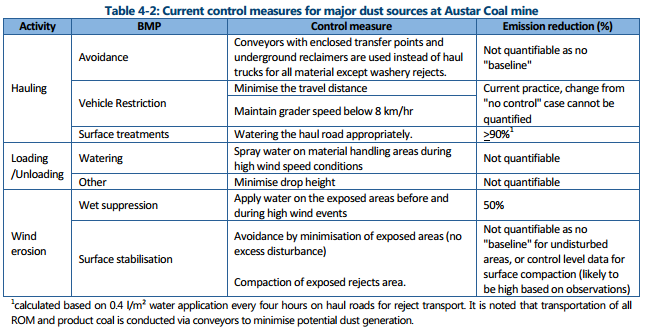 Table 4-2: Current control measures for major dust sources at Austar Coal mine
Activity BMP Control measure Emission reduction (%)
Hauling
Avoidance
Conveyors with enclosed transfer points and
underground reclaimers are used instead of haul
trucks for all material except washery rejects.
Not quantifiable as no
"baseline"
Vehicle Restriction
Minimise the travel distance
Maintain grader speed below 8 km/hr
Current practice, change from
"no control" case cannot be
quantified
Surface treatments
Watering the haul road appropriately.
>90%¹
Loading
/Unloading
Watering
Spray water on material handling areas during
high wind speed conditions
Not quantifiable
Other
Minimise drop height
Not quantifiable
Wind
erosion
Wet suppression
Apply water on the exposed areas before and
during high wind events
50%
Surface stabilisation
Avoidance by minimisation of exposed areas (no
excess disturbance)
Compaction of exposed rejects area.
Not quantifiable as no
"baseline" for undisturbed
areas, or control level data for
surface compaction (likely to
be high based on observations)
¹calculated based on 0.4 l/m² water application every four hours on haul roads for reject transport. It is noted that transportation of all
ROM and product coal is conducted via conveyors to minimise potential dust generation.